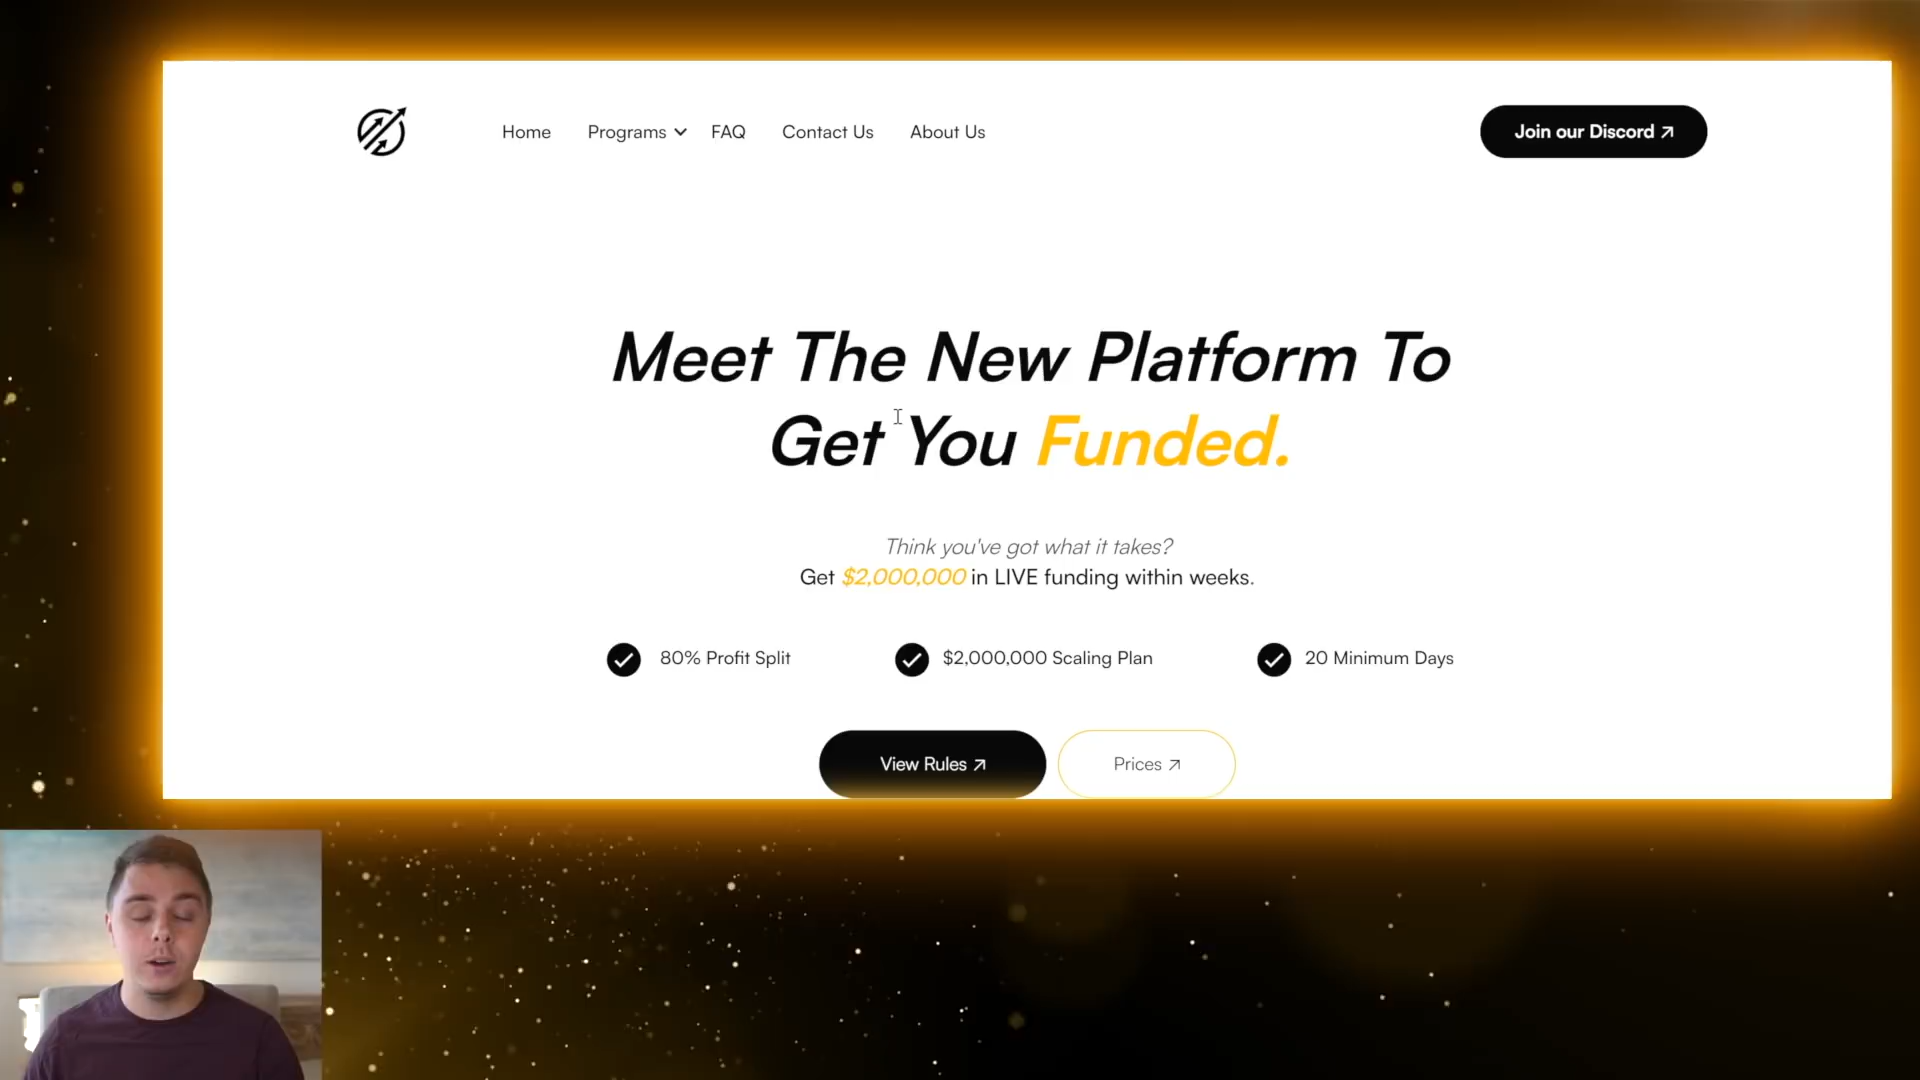 Home
Programs
FAQ
Contact Us
About Us
Join our Discord
Meet The New Platform To
Get You Funded.
Think you've got what it takes?
Get $2,000,000 in LIVE funding within weeks.
80% Profit Split
$2,000,000 Scaling Plan
20 Minimum Days
View Rules
Prices